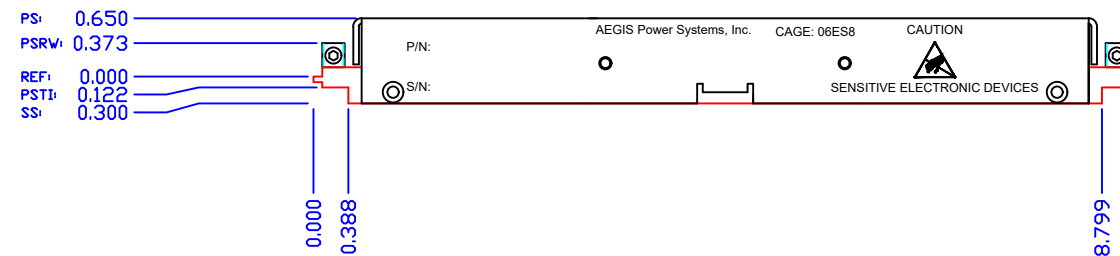 PS: 0.650
PSRW: 0.373
REF: 0.000
PSTI: 0.122
SS: 0.300
AEGIS Power Systems, Inc. CAGE: 06ES8 CAUTION
P/N:
S/N: SENSITIVE ELECTRONIC DEVICES
0.000
0.388
8.799